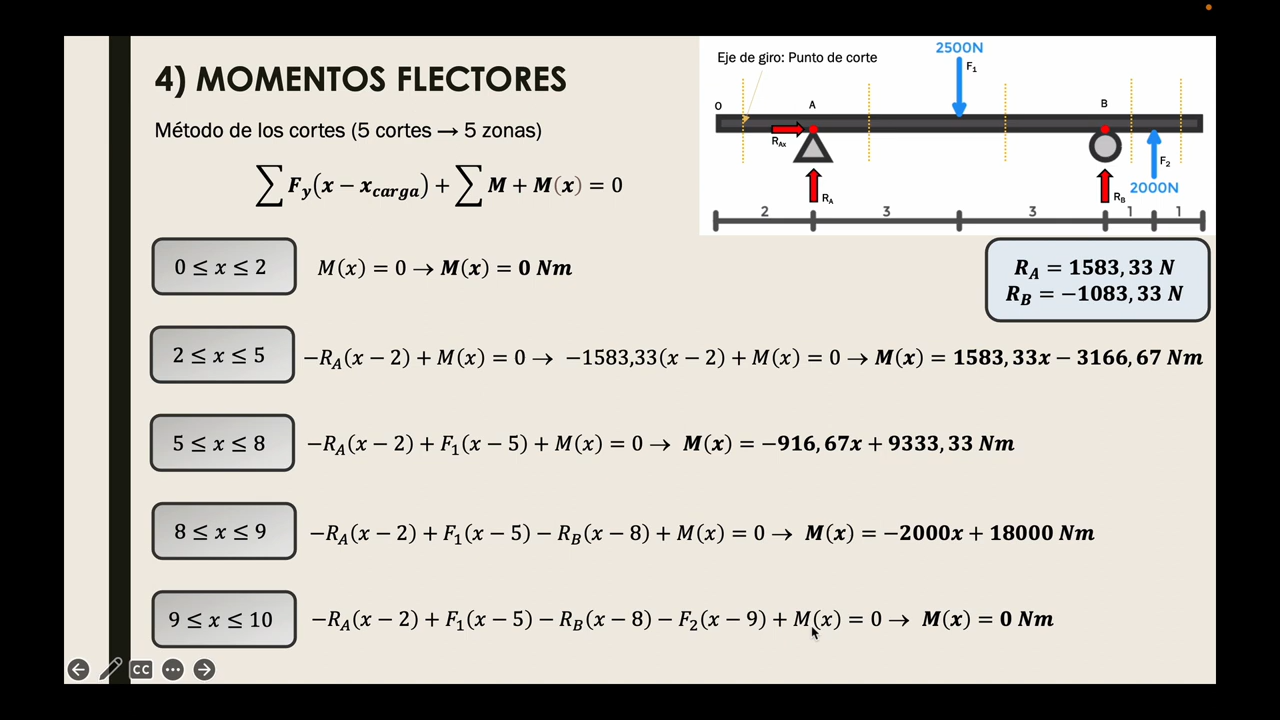 4) MOMENTOS FLECTORES
Método de los cortes (5 cortes → 5 zonas)
∑ F_y(x − x_carga) + ∑ M + M(x) = 0
Eje de giro: Punto de corte
2500N
F₁
O
A
B
R_Ax
R_A
R_B
F₂
2000N
2 3 3 1 1
R_A = 1583,33 N
R_B = −1083,33 N
0 ≤ x ≤ 2
M(x) = 0 → M(x) = 0 Nm
2 ≤ x ≤ 5
−R_A(x − 2) + M(x) = 0 → −1583,33(x − 2) + M(x) = 0 → M(x) = 1583,33x − 3166,67 Nm
5 ≤ x ≤ 8
−R_A(x − 2) + F₁(x − 5) + M(x) = 0 → M(x) = −916,67x + 9333,33 Nm
8 ≤ x ≤ 9
−R_A(x − 2) + F₁(x − 5) − R_B(x − 8) + M(x) = 0 → M(x) = −2000x + 18000 Nm
9 ≤ x ≤ 10
−R_A(x − 2) + F₁(x − 5) − R_B(x − 8) − F₂(x − 9) + M(x) = 0 → M(x) = 0 Nm
CC